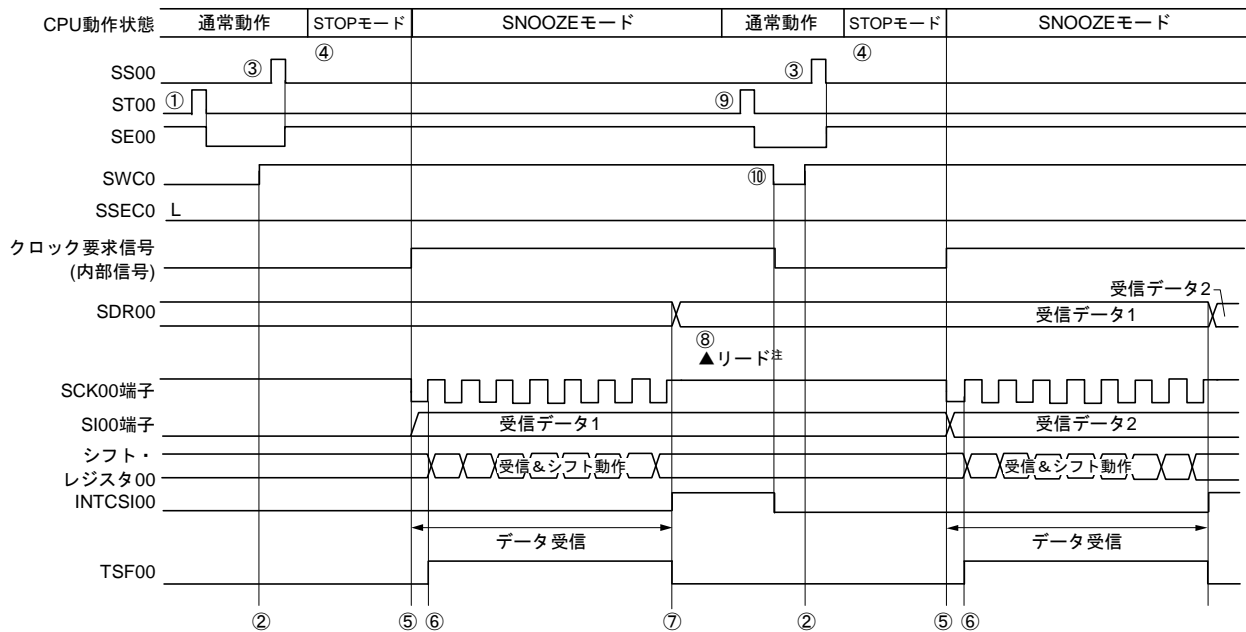 CPU動作状態 通常動作 STOPモード SNOOZEモード 通常動作 STOPモード SNOOZEモード
④ ④
SS00 ③ ③
ST00 ① ⑨
SE00
SWC0 ⑩
SSEC0 L
クロック要求信号
(内部信号)
受信データ2
SDR00 受信データ1
⑧
▲リード注
SCK00端子
SI00端子 受信データ1 受信データ2
シフト・
レジスタ00 受信&シフト動作 受信&シフト動作
INTCSI00
データ受信 データ受信
TSF00
② ⑤ ⑥ ⑦ ② ⑤ ⑥